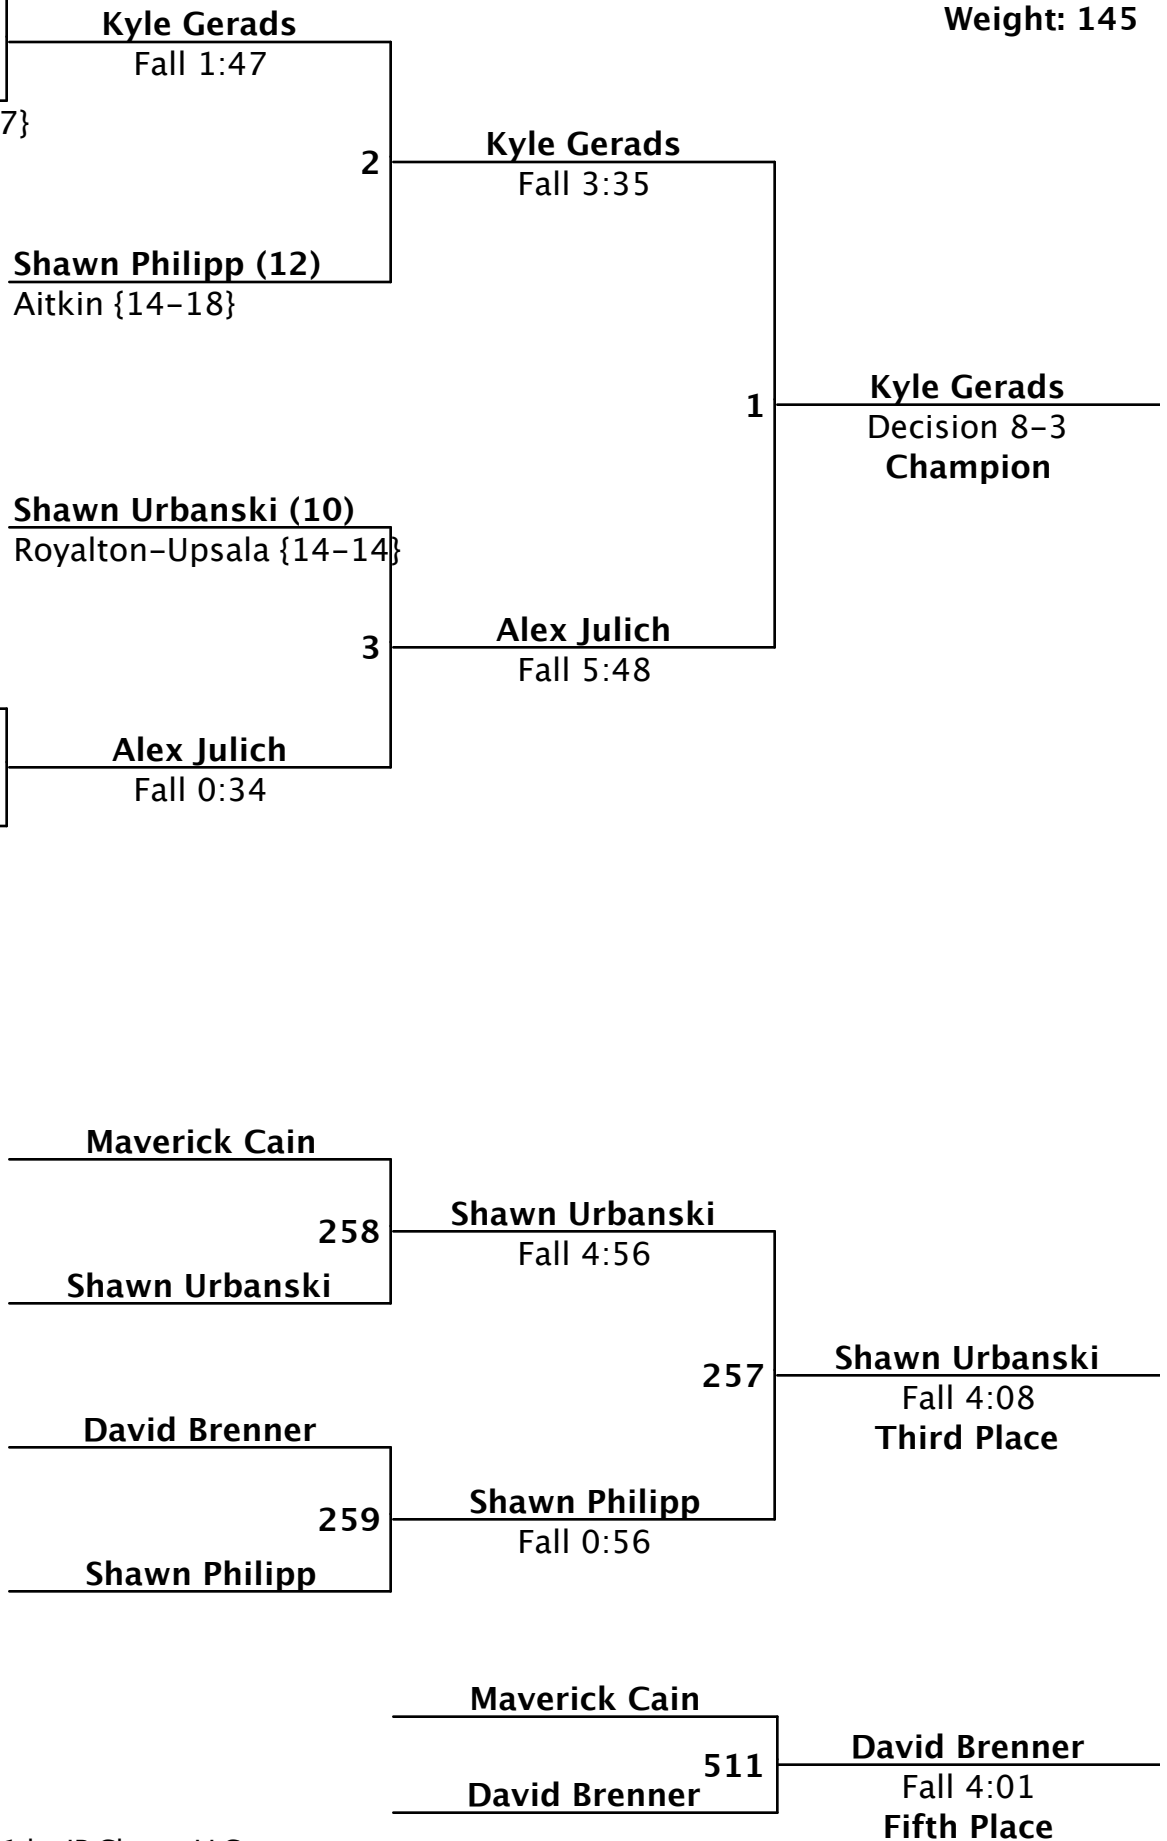 Weight: 145
Kyle Gerads
Fall 1:47
7}
2
Kyle Gerads
Fall 3:35
Shawn Philipp (12)
Aitkin {14-18}
1
Kyle Gerads
Decision 8-3
Champion
Shawn Urbanski (10)
Royalton-Upsala {14-14}
3
Alex Julich
Fall 5:48
Alex Julich
Fall 0:34
Maverick Cain
258
Shawn Urbanski
Fall 4:56
Shawn Urbanski
257
Shawn Urbanski
Fall 4:08
Third Place
David Brenner
259
Shawn Philipp
Fall 0:56
Shawn Philipp
Maverick Cain
511
David Brenner
Fall 4:01
Fifth Place
David Brenner